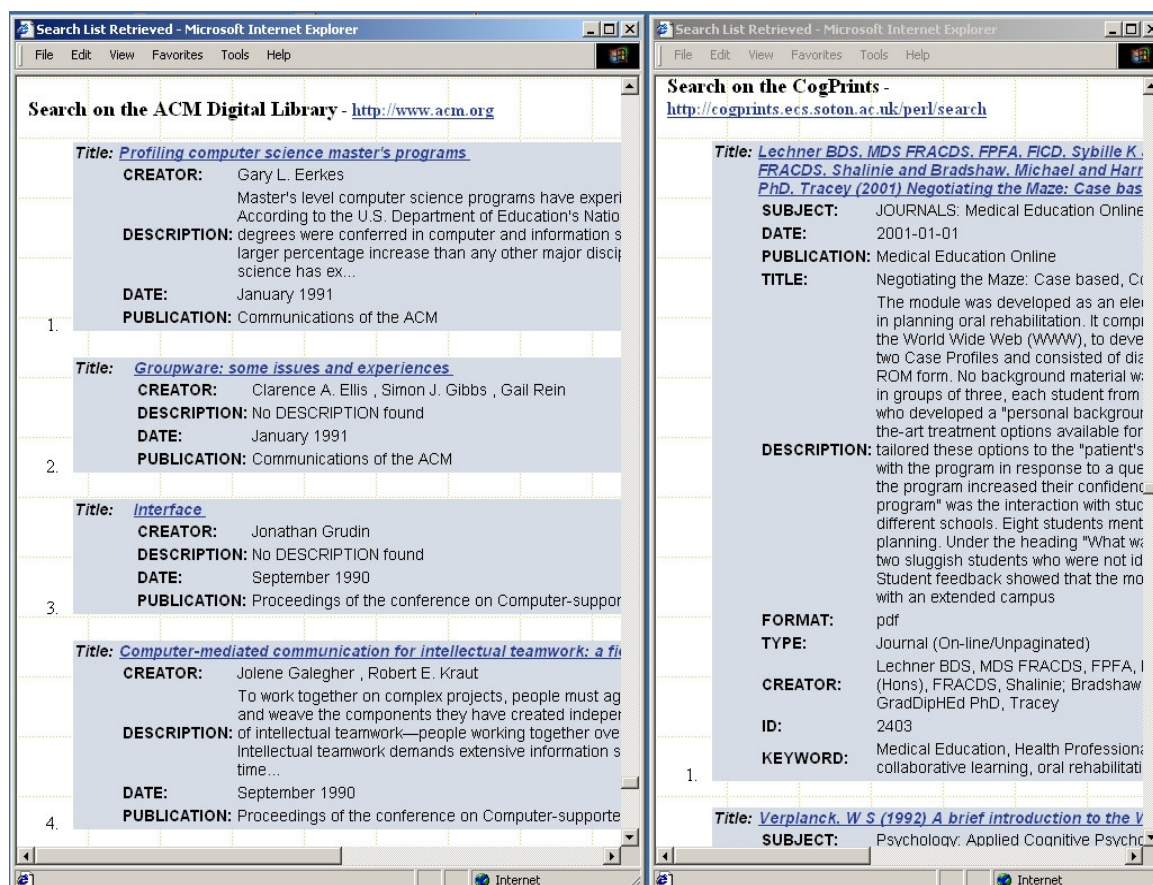 Search List Retrieved - Microsoft Internet Explorer
File Edit View Favorites Tools Help
Search on the ACM Digital Library - http://www.acm.org
Title: Profiling computer science master's programs
CREATOR: Gary L. Eerkes
Master's level computer science programs have experi
According to the U.S. Department of Education's Natio
DESCRIPTION: degrees were conferred in computer and information s
larger percentage increase than any other major discip
science has ex...
DATE: January 1991
1. PUBLICATION: Communications of the ACM
Title: Groupware: some issues and experiences
CREATOR: Clarence A. Ellis , Simon J. Gibbs , Gail Rein
DESCRIPTION: No DESCRIPTION found
DATE: January 1991
2. PUBLICATION: Communications of the ACM
Title: Interface
CREATOR: Jonathan Grudin
DESCRIPTION: No DESCRIPTION found
DATE: September 1990
3. PUBLICATION: Proceedings of the conference on Computer-suppor
Title: Computer-mediated communication for intellectual teamwork: a fie
CREATOR: Jolene Galegher , Robert E. Kraut
To work together on complex projects, people must ag
and weave the components they have created indepen
DESCRIPTION: of intellectual teamwork—people working together ove
Intellectual teamwork demands extensive information s
time...
DATE: September 1990
4. PUBLICATION: Proceedings of the conference on Computer-supporte
Internet
Search List Retrieved - Microsoft Internet Explorer
File Edit View Favorites Tools Help
Search on the CogPrints -
http://cogprints.ecs.soton.ac.uk/perl/search
Title: Lechner BDS, MDS FRACDS, FPFA, FICD, Sybille K
FRACDS, Shalinie and Bradshaw, Michael and Harr
PhD, Tracey (2001) Negotiating the Maze: Case bas
SUBJECT: JOURNALS: Medical Education Online
DATE: 2001-01-01
PUBLICATION: Medical Education Online
TITLE: Negotiating the Maze: Case based, Co
The module was developed as an elec
in planning oral rehabilitation. It compr
the World Wide Web (WWW), to deve
two Case Profiles and consisted of dia
ROM form. No background material wa
in groups of three, each student from
who developed a "personal backgroun
the-art treatment options available for
DESCRIPTION: tailored these options to the "patient's
with the program in response to a que
the program increased their confidenc
program" was the interaction with stud
different schools. Eight students ment
planning. Under the heading "What wa
two sluggish students who were not id
Student feedback showed that the mo
with an extended campus
FORMAT: pdf
TYPE: Journal (On-line/Unpaginated)
Lechner BDS, MDS FRACDS, FPFA,
CREATOR: (Hons), FRACDS, Shalinie; Bradshaw
GradDipHEd PhD, Tracey
ID: 2403
KEYWORD: Medical Education, Health Professiona
1. collaborative learning, oral rehabilitati
Title: Verplanck, W S (1992) A brief introduction to the W
SUBJECT: Psychology: Applied Cognitive Psycho
Internet